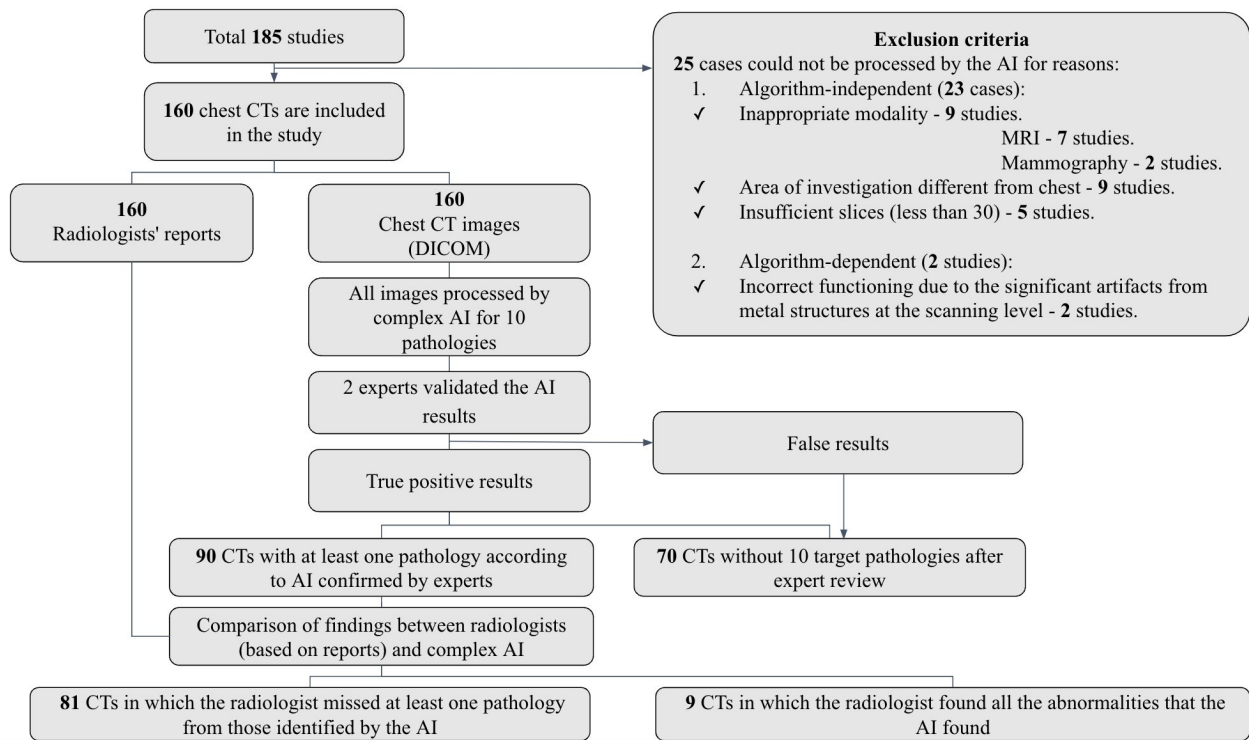 Total 185 studies
160 chest CTs are included
in the study
Exclusion criteria
25 cases could not be processed by the AI for reasons:
1. Algorithm-independent (23 cases):
✓ Inappropriate modality - 9 studies.
MRI - 7 studies.
Mammography - 2 studies.
✓ Area of investigation different from chest - 9 studies.
✓ Insufficient slices (less than 30) - 5 studies.
2. Algorithm-dependent (2 studies):
✓ Incorrect functioning due to the significant artifacts from
metal structures at the scanning level - 2 studies.
160
Radiologists' reports
160
Chest CT images
(DICOM)
All images processed by
complex AI for 10
pathologies
2 experts validated the AI
results
False results
True positive results
90 CTs with at least one pathology according
to AI confirmed by experts
70 CTs without 10 target pathologies after
expert review
Comparison of findings between radiologists
(based on reports) and complex AI
81 CTs in which the radiologist missed at least one pathology
from those identified by the AI
9 CTs in which the radiologist found all the abnormalities that the
AI found